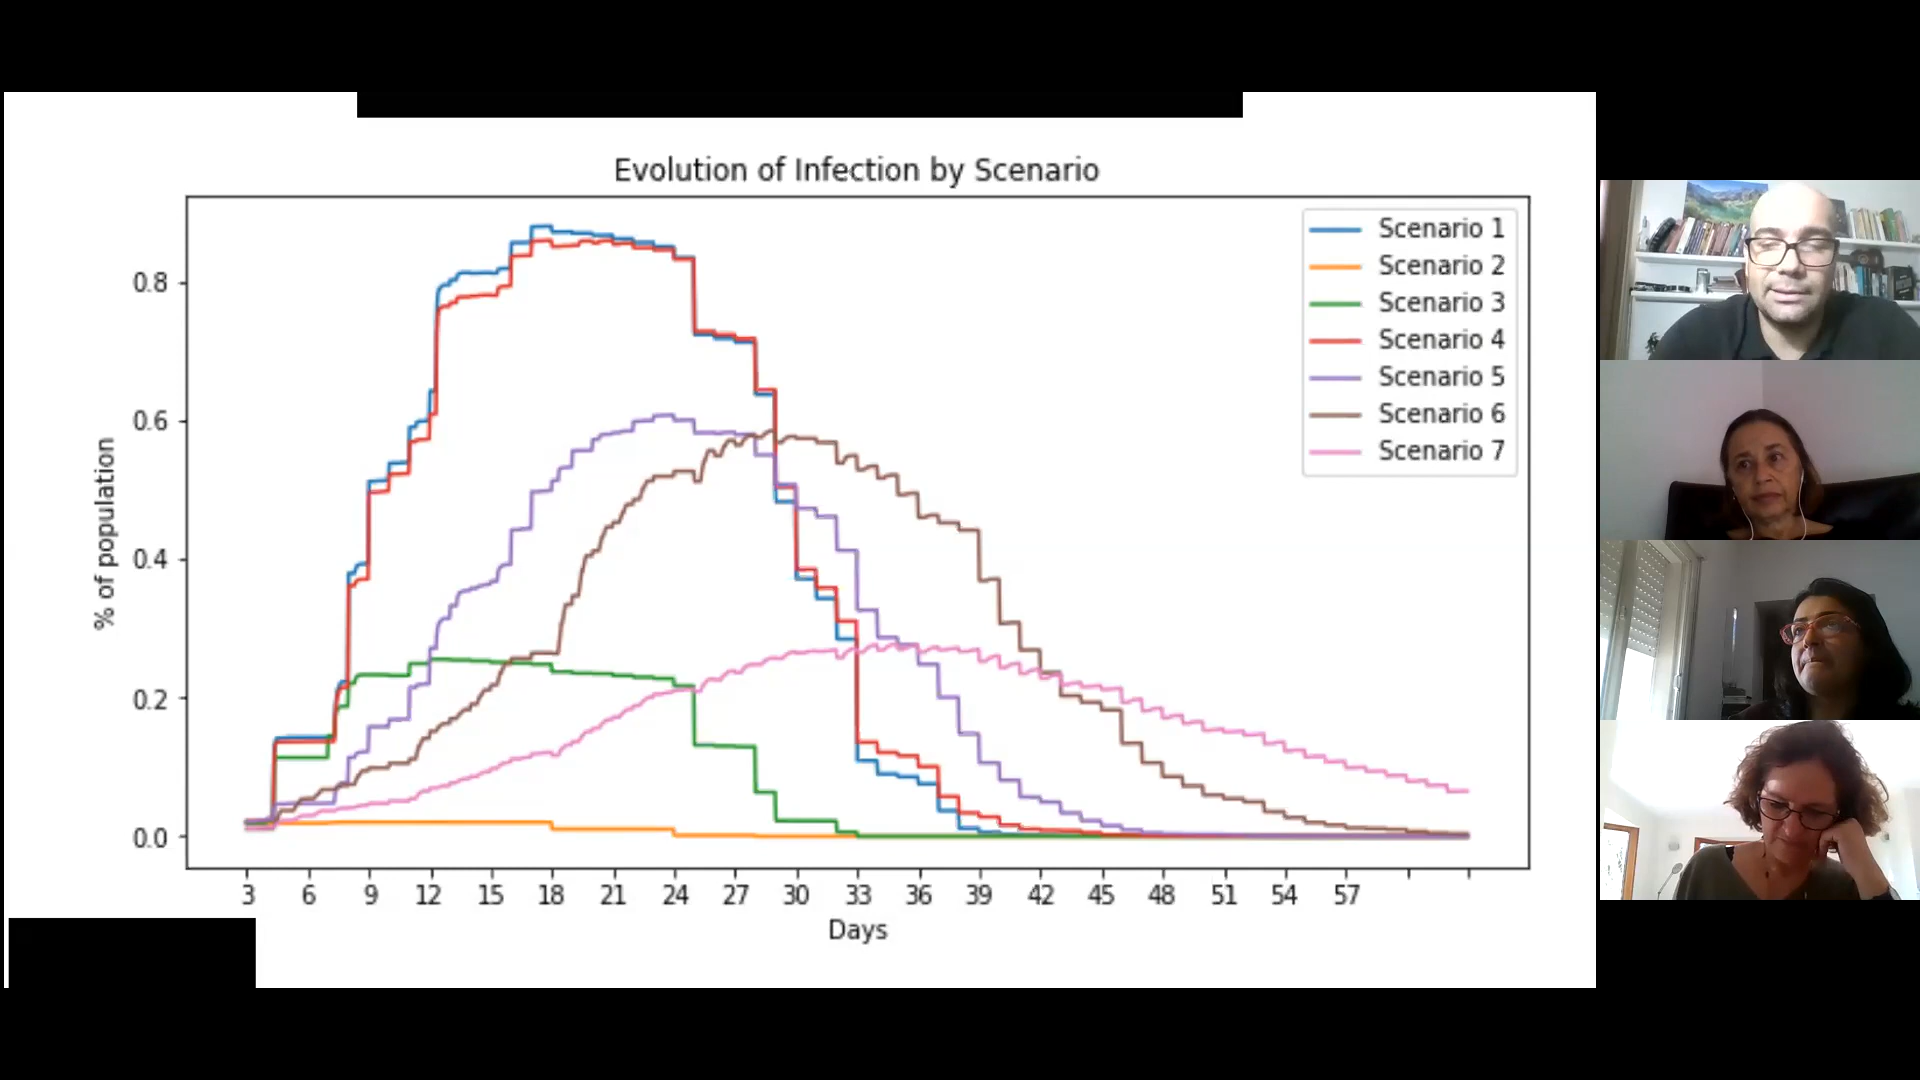 Evolution of Infection by Scenario
Scenario 1
Scenario 2
Scenario 3
Scenario 4
Scenario 5
Scenario 6
Scenario 7
% of population
0.8
0.6
0.4
0.2
0.0
3 6 9 12 15 18 21 24 27 30 33 36 39 42 45 48 51 54 57
Days